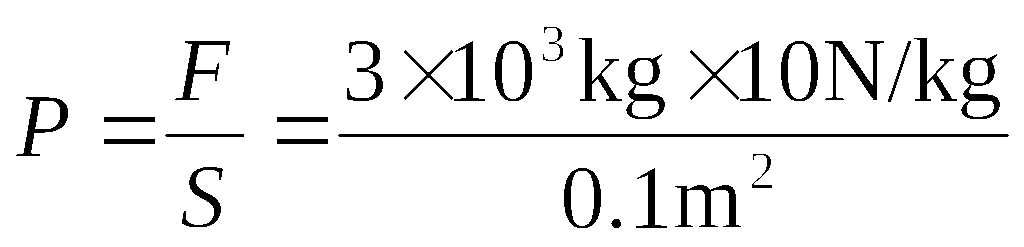 P = F/S = 3×10³kg×10N/kg / 0.1m²